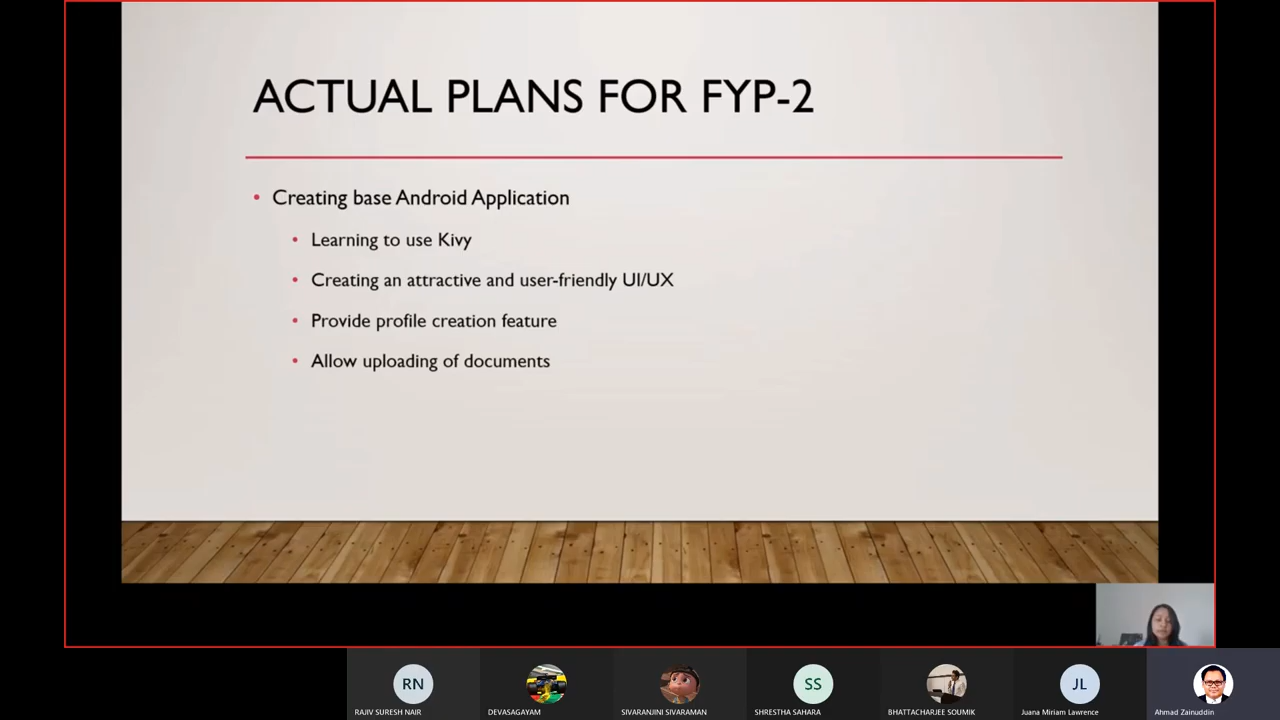 ACTUAL PLANS FOR FYP-2
Creating base Android Application
Learning to use Kivy
Creating an attractive and user-friendly UI/UX
Provide profile creation feature
Allow uploading of documents
RN
SS
JL
RAJIV SURESH NAIR
DEVASAGAYAM
SIVARANJINI SIVARAMAN
SHRESTHA SAHARA
BHATTACHARJEE SOUMIK
Juana Miriam Lawrence
Ahmad Zainuddin